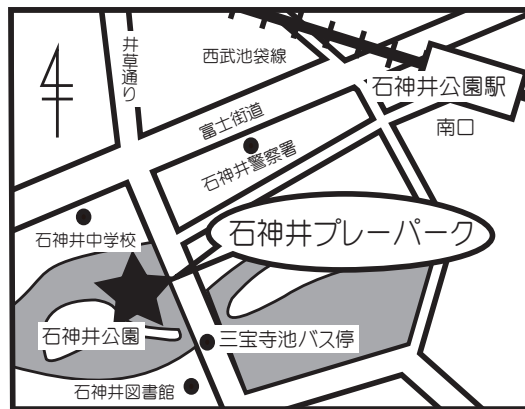 井草通り
西武池袋線
石神井公園駅
南口
富士街道
石神井警察署
石神井中学校
石神井プレーパーク
石神井公園
三宝寺池バス停
石神井図書館